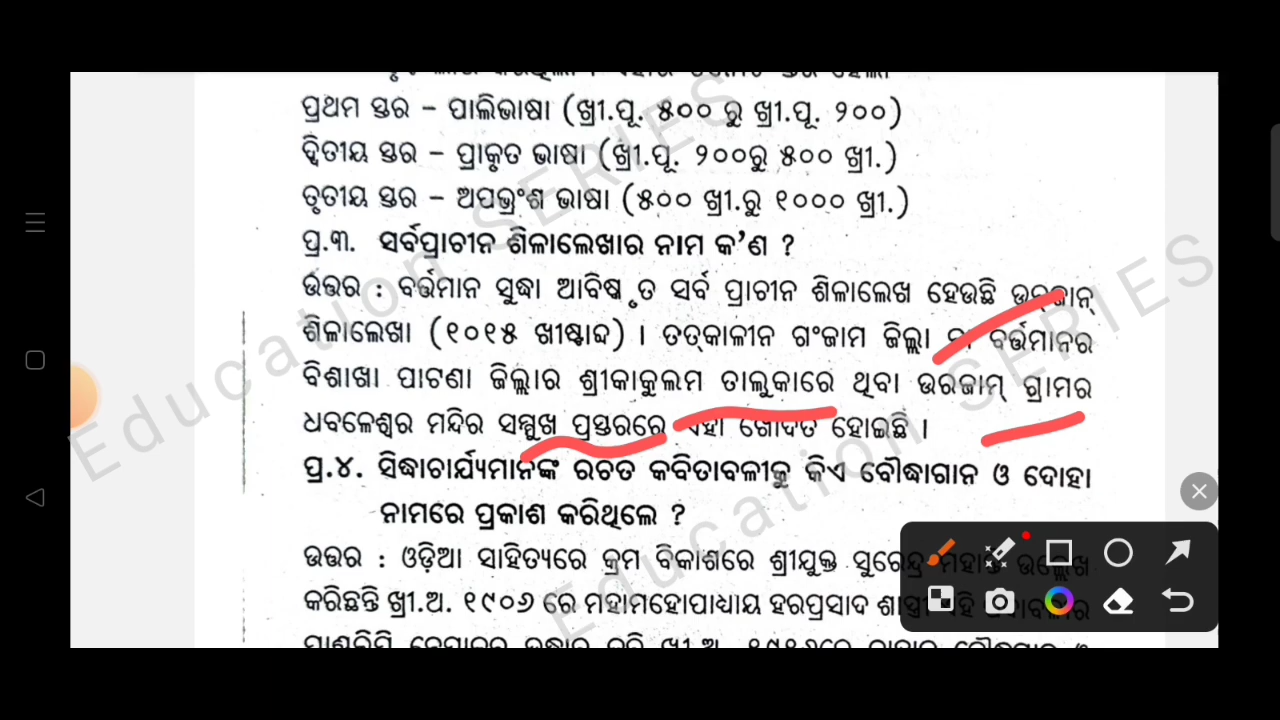 ପ୍ରଥମ ସ୍ତର – ପାଲିଭାଷା (ଖ୍ରୀ.ପୂ. ୫୦୦ ରୁ ଖ୍ରୀ.ପୂ. ୨୦୦)
ଦ୍ୱିତୀୟ ସ୍ତର – ପ୍ରାକୃତ ଭାଷା (ଖ୍ରୀ.ପୂ. ୨୦୦ରୁ ୫୦୦ ଖ୍ରୀ.)
ତୃତୀୟ ସ୍ତର – ଅପଭ୍ରଂଶ ଭାଷା (୫୦୦ ଖ୍ରୀ.ରୁ ୧୦୦୦ ଖ୍ରୀ.)
ପ୍ର.୩. ସର୍ବପ୍ରାଚୀନ ଶିଳାଲେଖାର ନାମ କ'ଣ ?
ଉତ୍ତର : ବର୍ତ୍ତମାନ ସୁଦ୍ଧା ଆବିଷ୍କୃତ ସର୍ବ ପ୍ରାଚୀନ ଶିଳାଲେଖ ହେଉଛି
ଶିଳାଲେଖା (୧୦୧୫ ଖୀଷ୍ଟାବ୍ଦ) । ତତ୍‌କାଳୀନ ଗଂଜାମ ଜିଲ୍ଲା ବର୍ତ୍ତମାନର
ବିଶାଖା ପାଟଣା ଜିଲ୍ଲାର ଶ୍ରୀକାକୁଲମ ତାଲୁକାରେ ଥିବା ଉରଜାମ୍ ଗ୍ରାମର
ଧବଳେଶ୍ୱର ମନ୍ଦିର ସମ୍ମୁଖ ପ୍ରସ୍ତରରେ ଏହା ଖୋଦିତ ହୋଇଛି ।
ପ୍ର.୪. ସିଦ୍ଧାଚାର୍ଯ୍ୟମାନଙ୍କ ରଚିତ କବିତାବଳୀକୁ କିଏ ବୌଦ୍ଧଗାନ ଓ ଦୋହା
ନାମରେ ପ୍ରକାଶ କରିଥିଲେ ?
ଉତ୍ତର : ଓଡ଼ିଆ ସାହିତ୍ୟରେ କ୍ରମ ବିକାଶରେ ଶ୍ରୀଯୁକ୍ତ ସୁରେନ୍ଦ୍ର ମହାନ୍ତି ଉଲ୍ଲେଖ
କରିଛନ୍ତି ଖ୍ରୀ.ଅ. ୧୯୦୬ ରେ ମହାମହୋପାଧ୍ୟାୟ ହରପ୍ରସାଦ ଶାସ୍ତ୍ରୀ
Education SERIES
Education SERIES